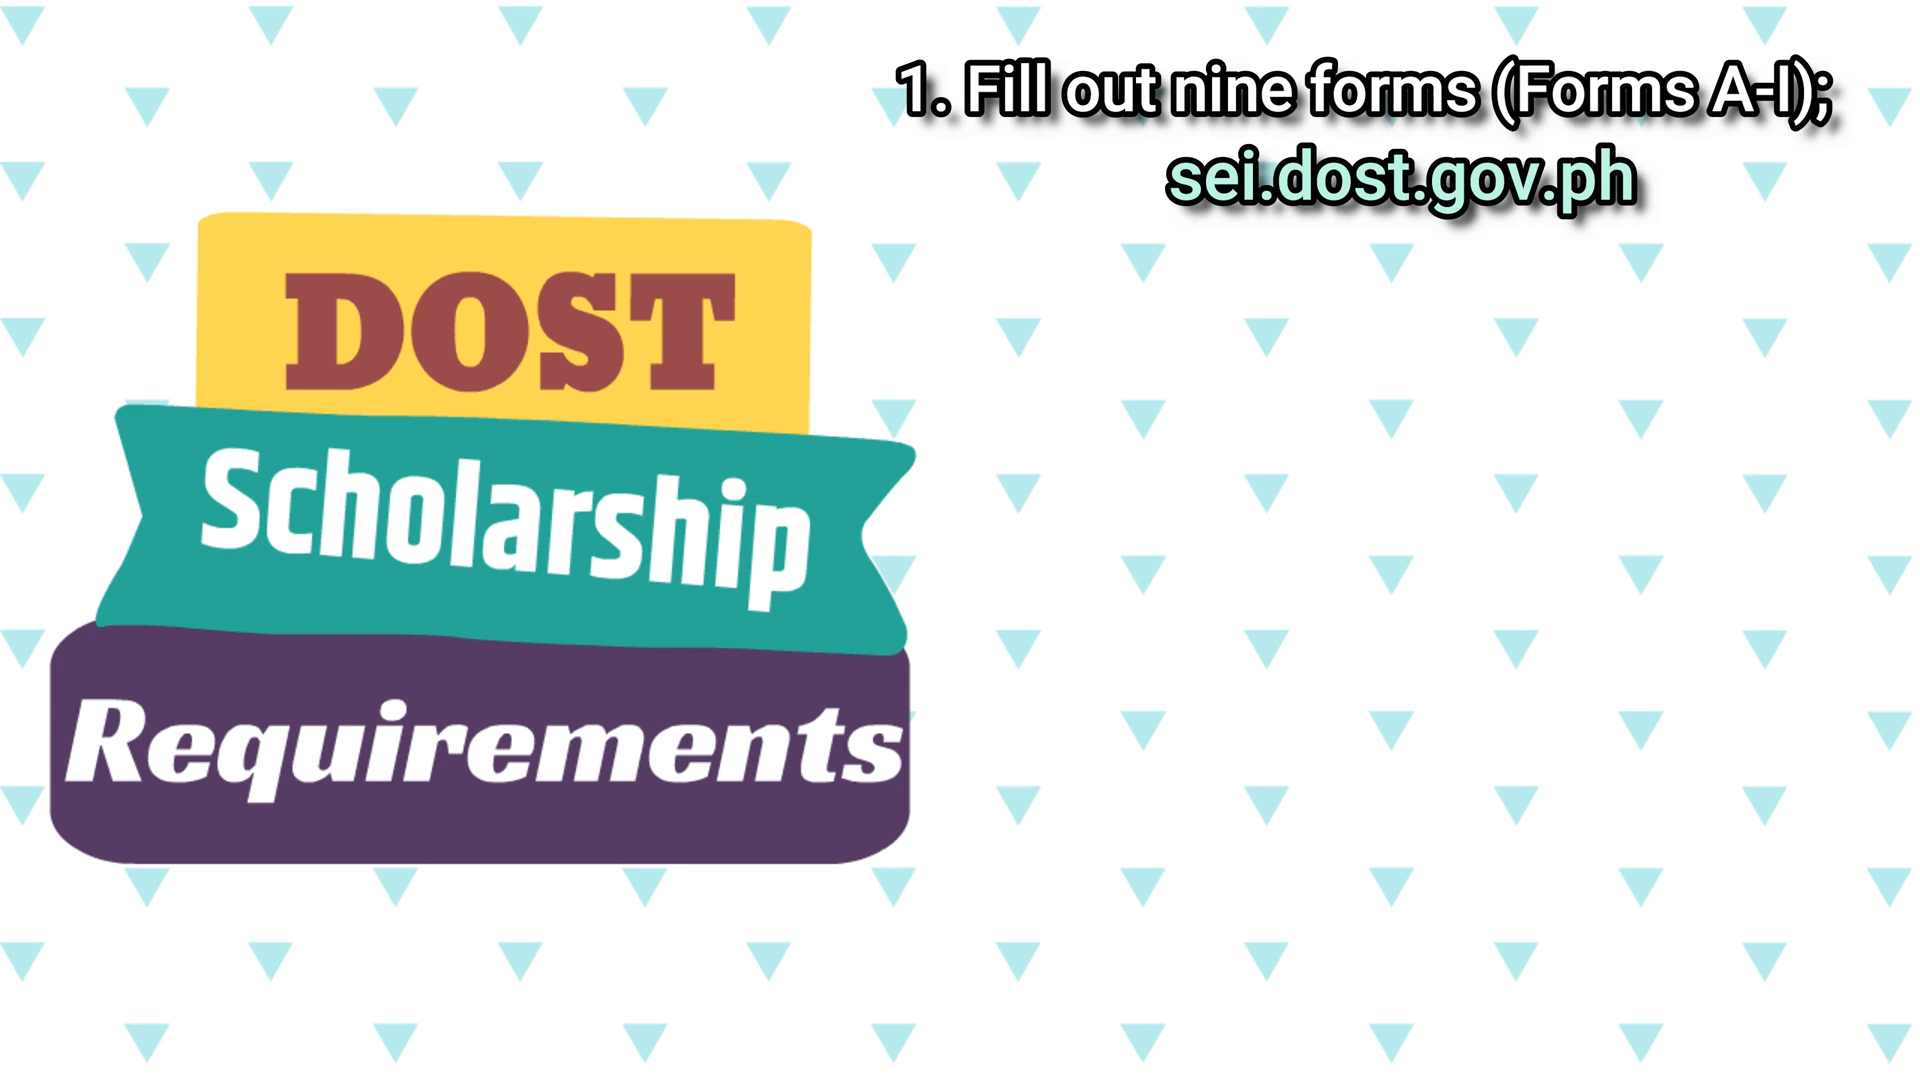 1. Fill out nine forms (Forms A-I);
sei.dost.gov.ph
DOST
Scholarship
Requirements